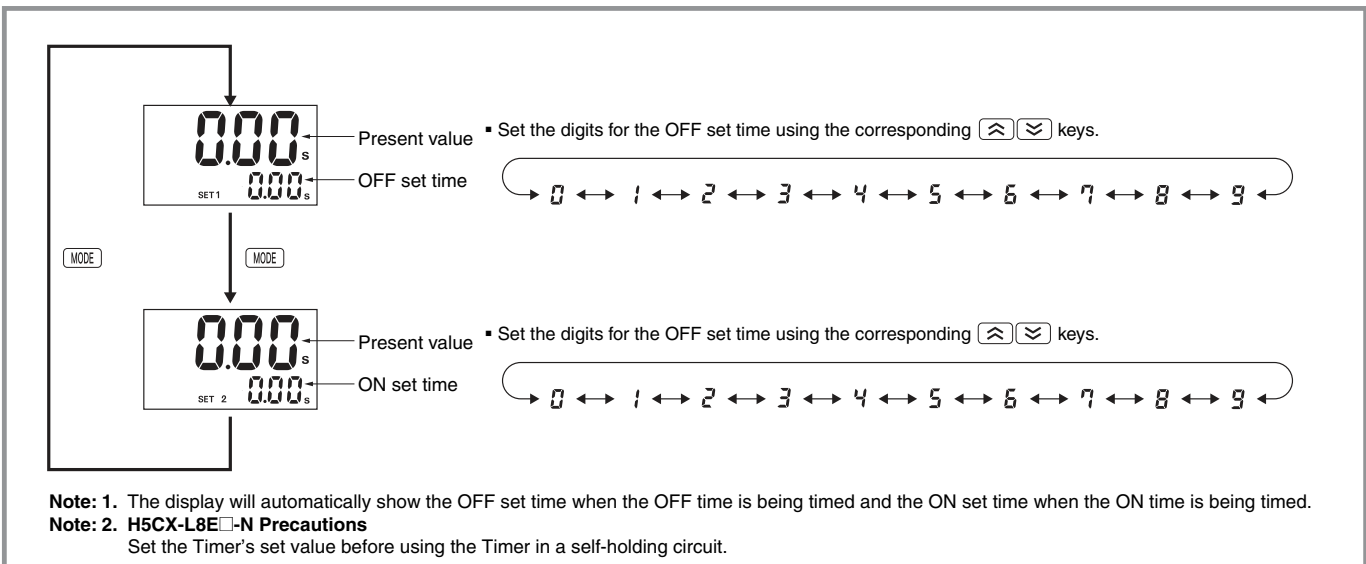 0.00 s
Present value
SET 1 0.00 s
OFF set time
▪ Set the digits for the OFF set time using the corresponding keys.
0 1 2 3 4 5 6 7 8 9
MODE
MODE
0.00 s
Present value
SET 2 0.00 s
ON set time
▪ Set the digits for the OFF set time using the corresponding keys.
0 1 2 3 4 5 6 7 8 9
Note: 1. The display will automatically show the OFF set time when the OFF time is being timed and the ON set time when the ON time is being timed.
Note: 2. H5CX-L8E□-N Precautions
Set the Timer's set value before using the Timer in a self-holding circuit.